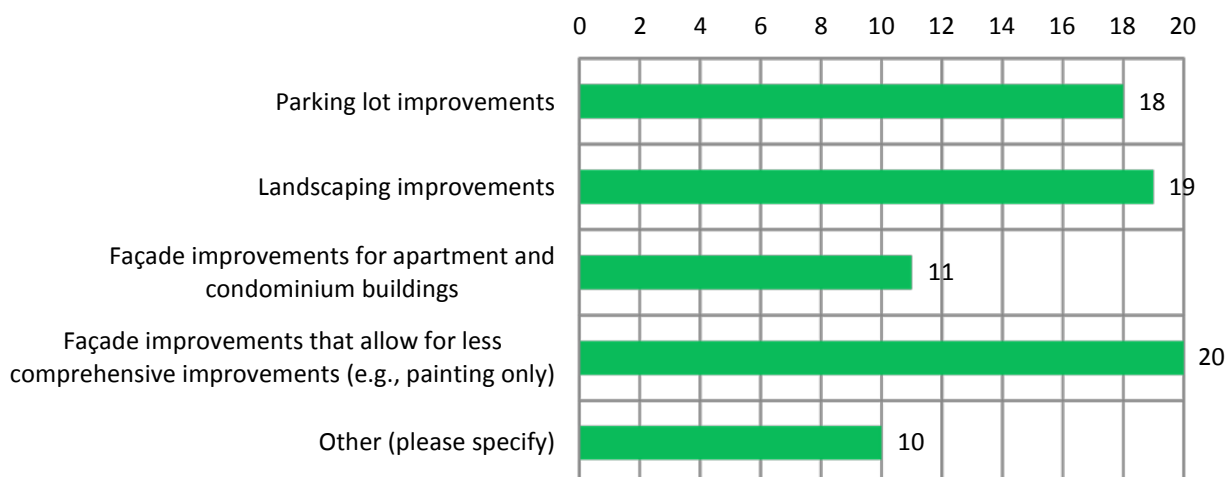 0 2 4 6 8 10 12 14 16 18 20
Parking lot improvements 18
Landscaping improvements 19
Façade improvements for apartment and
condominium buildings 11
Façade improvements that allow for less
comprehensive improvements (e.g., painting only) 20
Other (please specify) 10